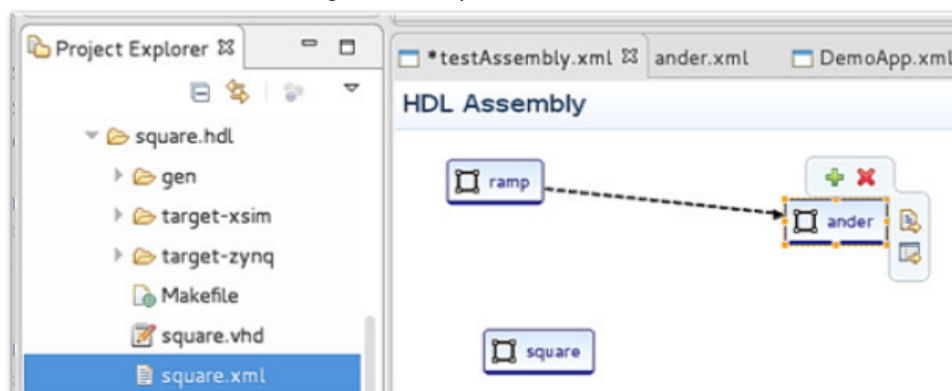 Project Explorer
*testAssembly.xml
ander.xml
DemoApp.xml
HDL Assembly
square.hdl
gen
target-xsim
target-zynq
Makefile
square.vhd
square.xml
ramp
ander
square